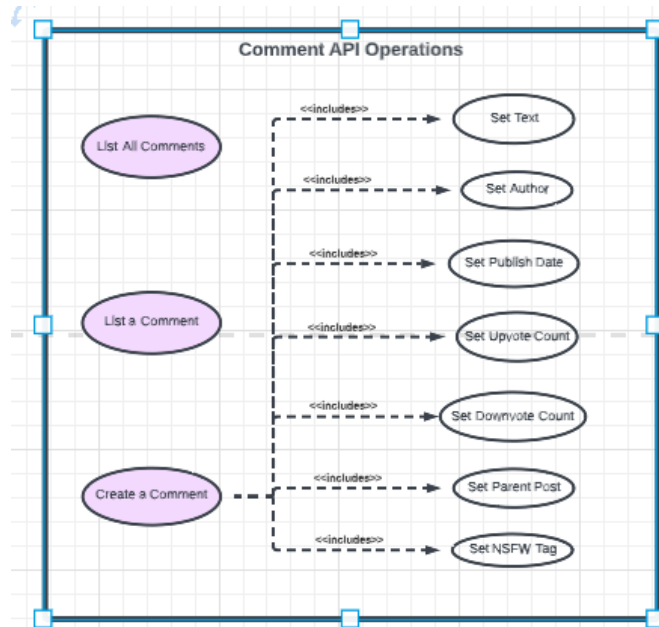 Comment API Operations
<<includes>>
Set Text
List All Comments
<<includes>>
Set Author
<<includes>>
Set Publish Date
List a Comment
<<includes>>
Set Upvote Count
<<includes>>
Set Downvote Count
<<includes>>
Create a Comment
Set Parent Post
<<includes>>
Set NSFW Tag